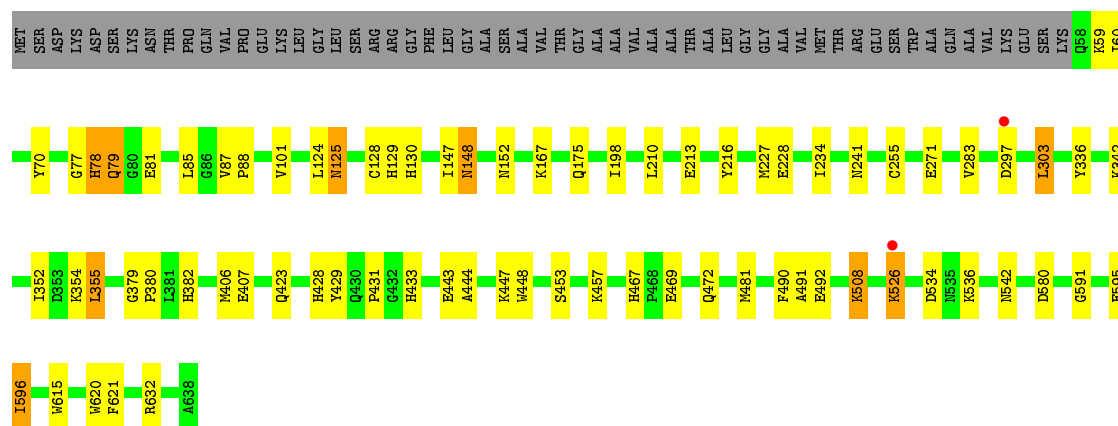 MET SER ASP LYS ASP SER LYS ASN THR PRO GLN VAL PRO GLU LYS LEU GLY LEU SER ARG ARG GLY PHE LEU GLY ALA SER ALA VAL THR GLY ALA ALA VAL ALA ALA THR ALA LEU GLY GLY ALA VAL MET THR ARG GLU SER TRP ALA GLN ALA VAL LYS GLU SER LYS Q58 K59 I60
Y70 G77 H78 Q79 G80 E81 L85 G86 V87 P88 V101 L124 N125 C128 H129 H130 I147 N148 N152 K167 Q175 I198 L210 E213 Y216 M227 E228 I234 N241 C255 E271 V283 D297 L303 Y336
I352 D353 K354 L355 G379 P380 L381 H382 M406 E407 Q423 H428 Y429 Q430 P431 G432 H433 E443 A444 K447 W448 S453 K457 H467 P468 E469 Q472 M481 F490 A491 E492 K508 K526 D534 N535 K536 N542 D580 G591
I596 W615 W620 F621 R632 A638